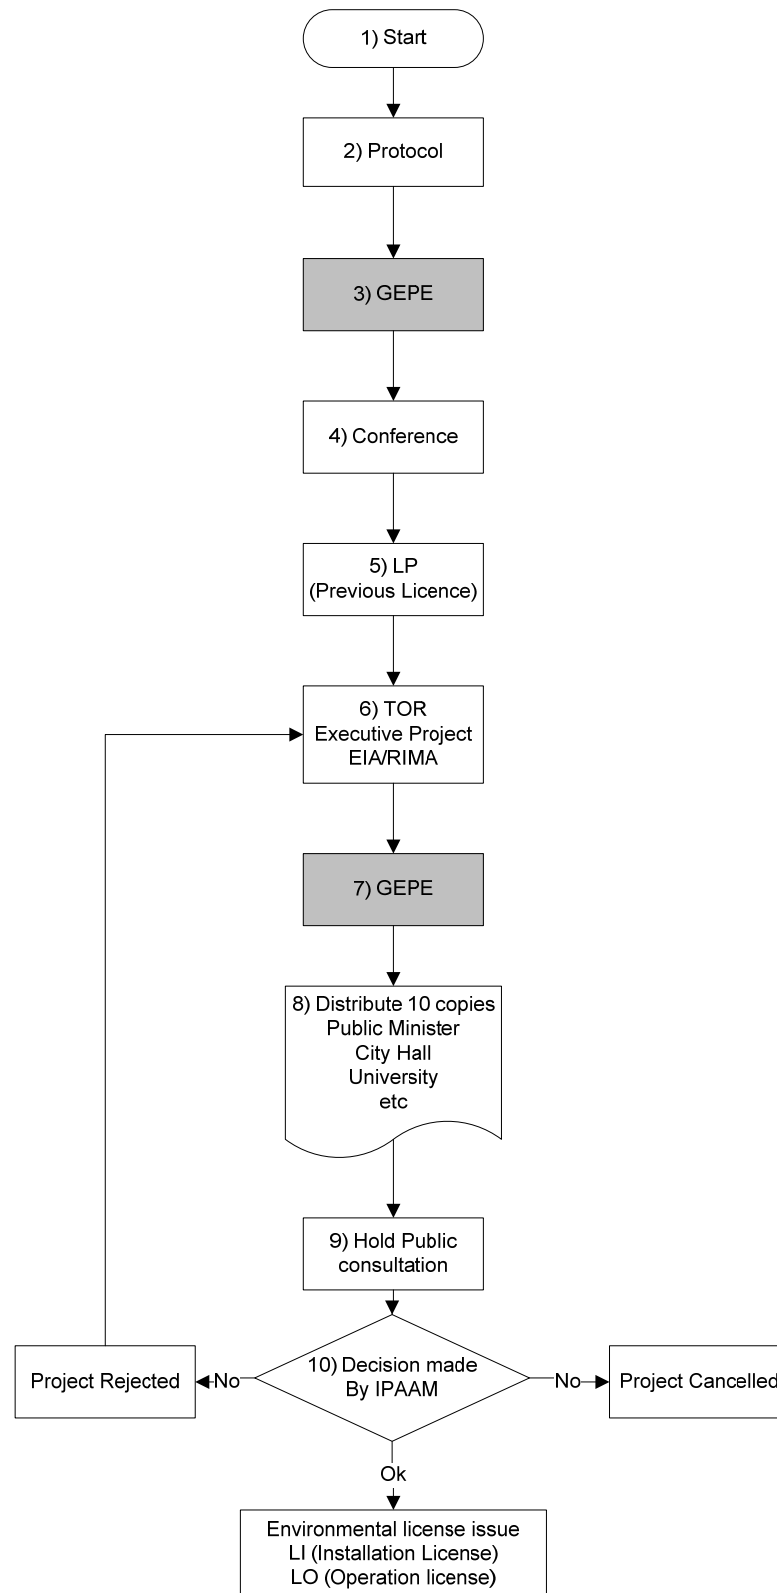 1) Start
2) Protocol
3) GEPE
4) Conference
5) LP
(Previous Licence)
6) TOR
Executive Project
EIA/RIMA
7) GEPE
8) Distribute 10 copies
Public Minister
City Hall
University
etc
9) Hold Public
consultation
10) Decision made
By IPAAM
No
Project Rejected
No
Project Cancelled
Ok
Environmental license issue
LI (Installation License)
LO (Operation license)